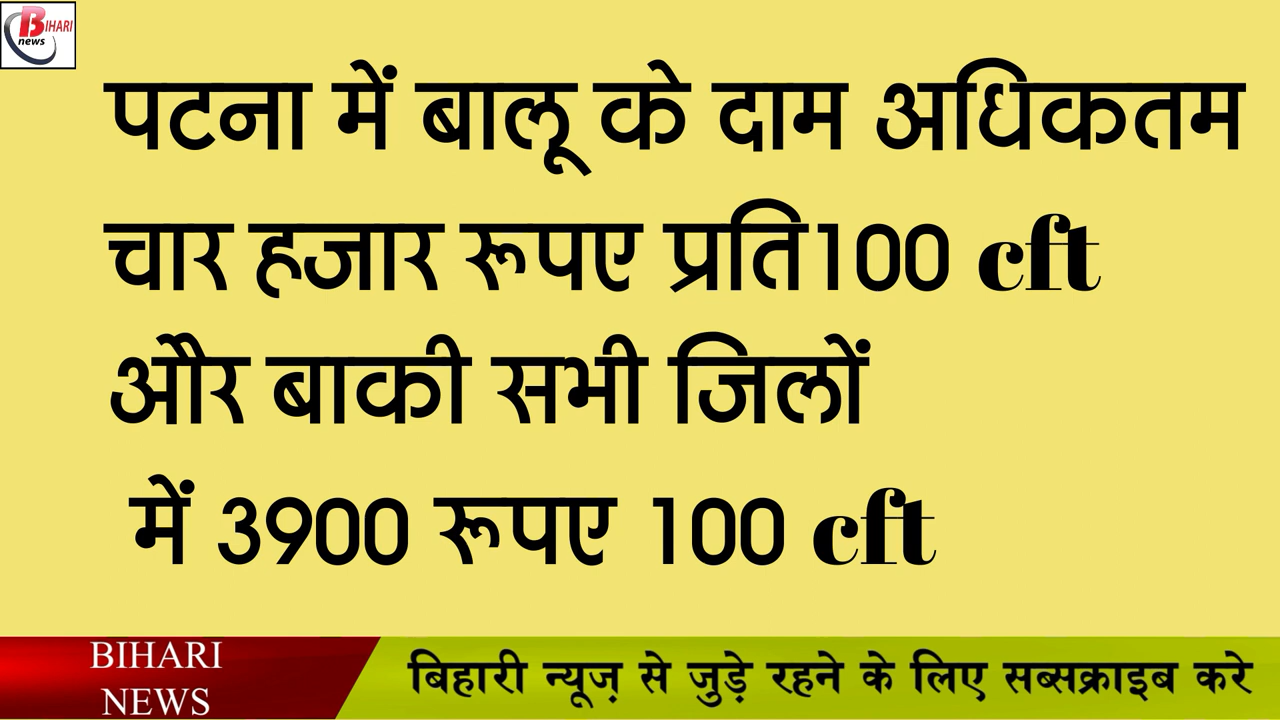 BIHARI
news
पटना में बालू के दाम अधिकतम
चार हजार रूपए प्रति100 cft
और बाकी सभी जिलों
में 3900 रूपए 100 cft
BIHARI
NEWS
बिहारी न्यूज़ से जुड़े रहने के लिए सब्सक्राइब करे